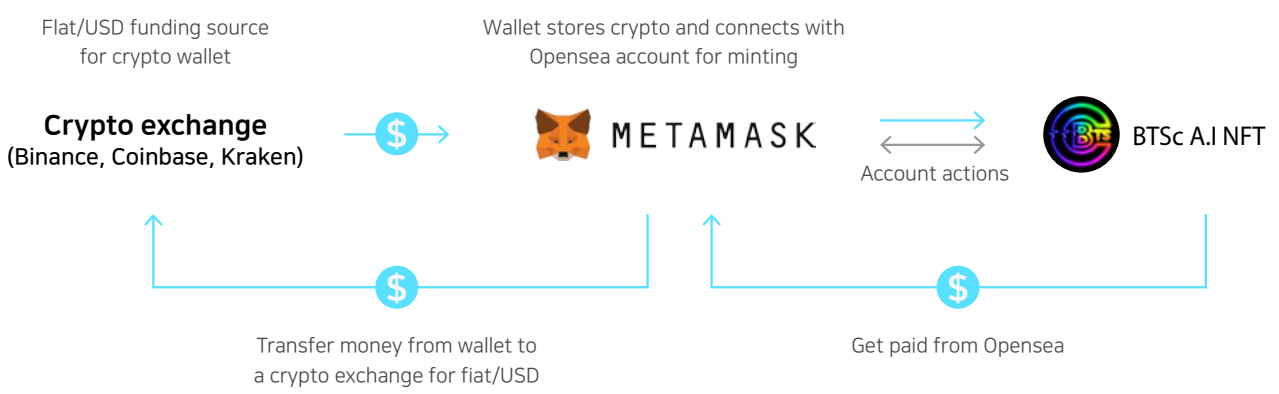 Flat/USD funding source
for crypto wallet
Wallet stores crypto and connects with
Opensea account for minting
Crypto exchange
(Binance, Coinbase, Kraken)
$
METAMASK
Account actions
BTS
BTSc A.I NFT
$
$
Transfer money from wallet to
a crypto exchange for fiat/USD
Get paid from Opensea